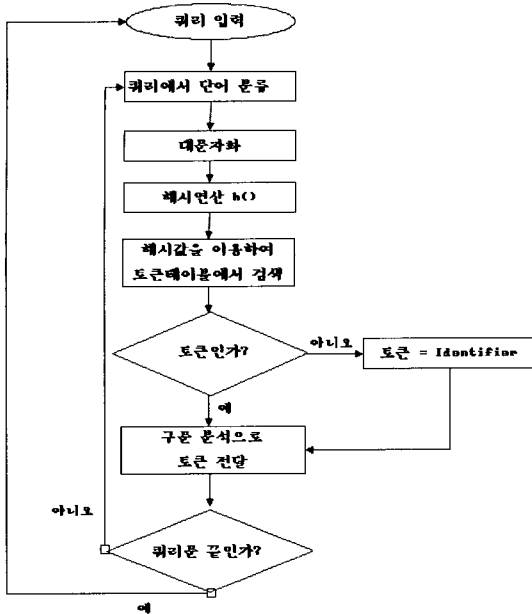 쿼리 입력
쿼리에서 단어 분류
대문자화
해시연산 h()
해시값을 이용하여
토큰테이블에서 검색
토큰인가?
아니오
토큰 = Identifier
예
구문 분석으로
토큰 전달
아니오
쿼리문 끝인가?
예